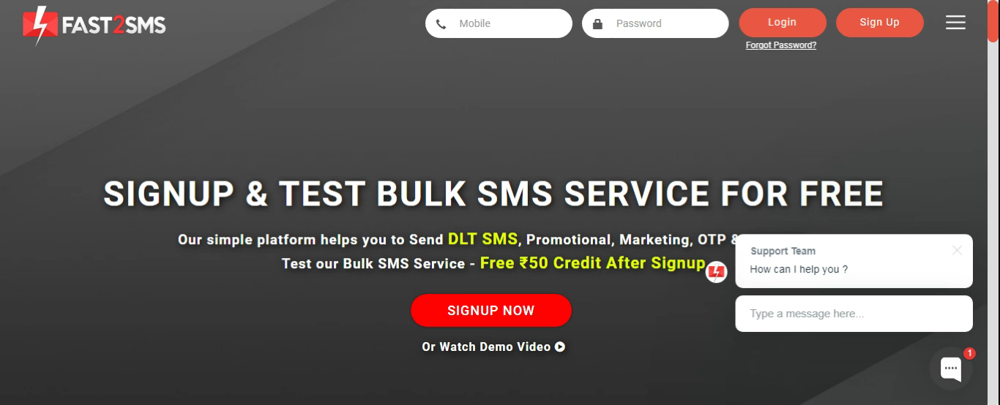 FAST2SMS
Mobile
Password
Login
Sign Up
Forgot Password?
SIGNUP & TEST BULK SMS SERVICE FOR FREE
Our simple platform helps you to Send DLT SMS, Promotional, Marketing, OTP &
Test our Bulk SMS Service - Free ₹50 Credit After Signup
Support Team
How can I help you ?
Type a message here...
SIGNUP NOW
Or Watch Demo Video
1